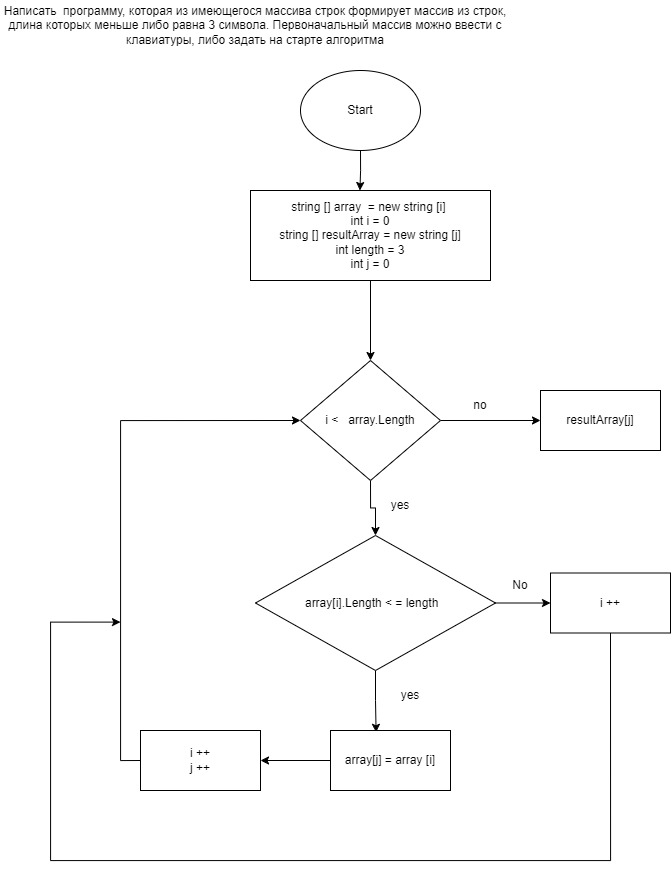 Написать программу, которая из имеющегося массива строк формирует массив из строк,
длина которых меньше либо равна 3 символа. Первоначальный массив можно ввести с
клавиатуры, либо задать на старте алгоритма
Start
string [] array = new string [i]
int i = 0
string [] resultArray = new string [j]
int length = 3
int j = 0
i < array.Length
no
resultArray[j]
yes
array[i].Length < = length
No
i ++
yes
array[j] = array [i]
i ++
j ++